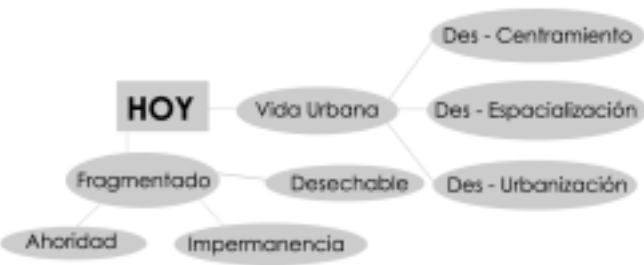 Des - Centramiento
HOY
Vida Urbana
Des - Espacialización
Fragmentado
Desechable
Des - Urbanización
Ahoridad
Impermanencia